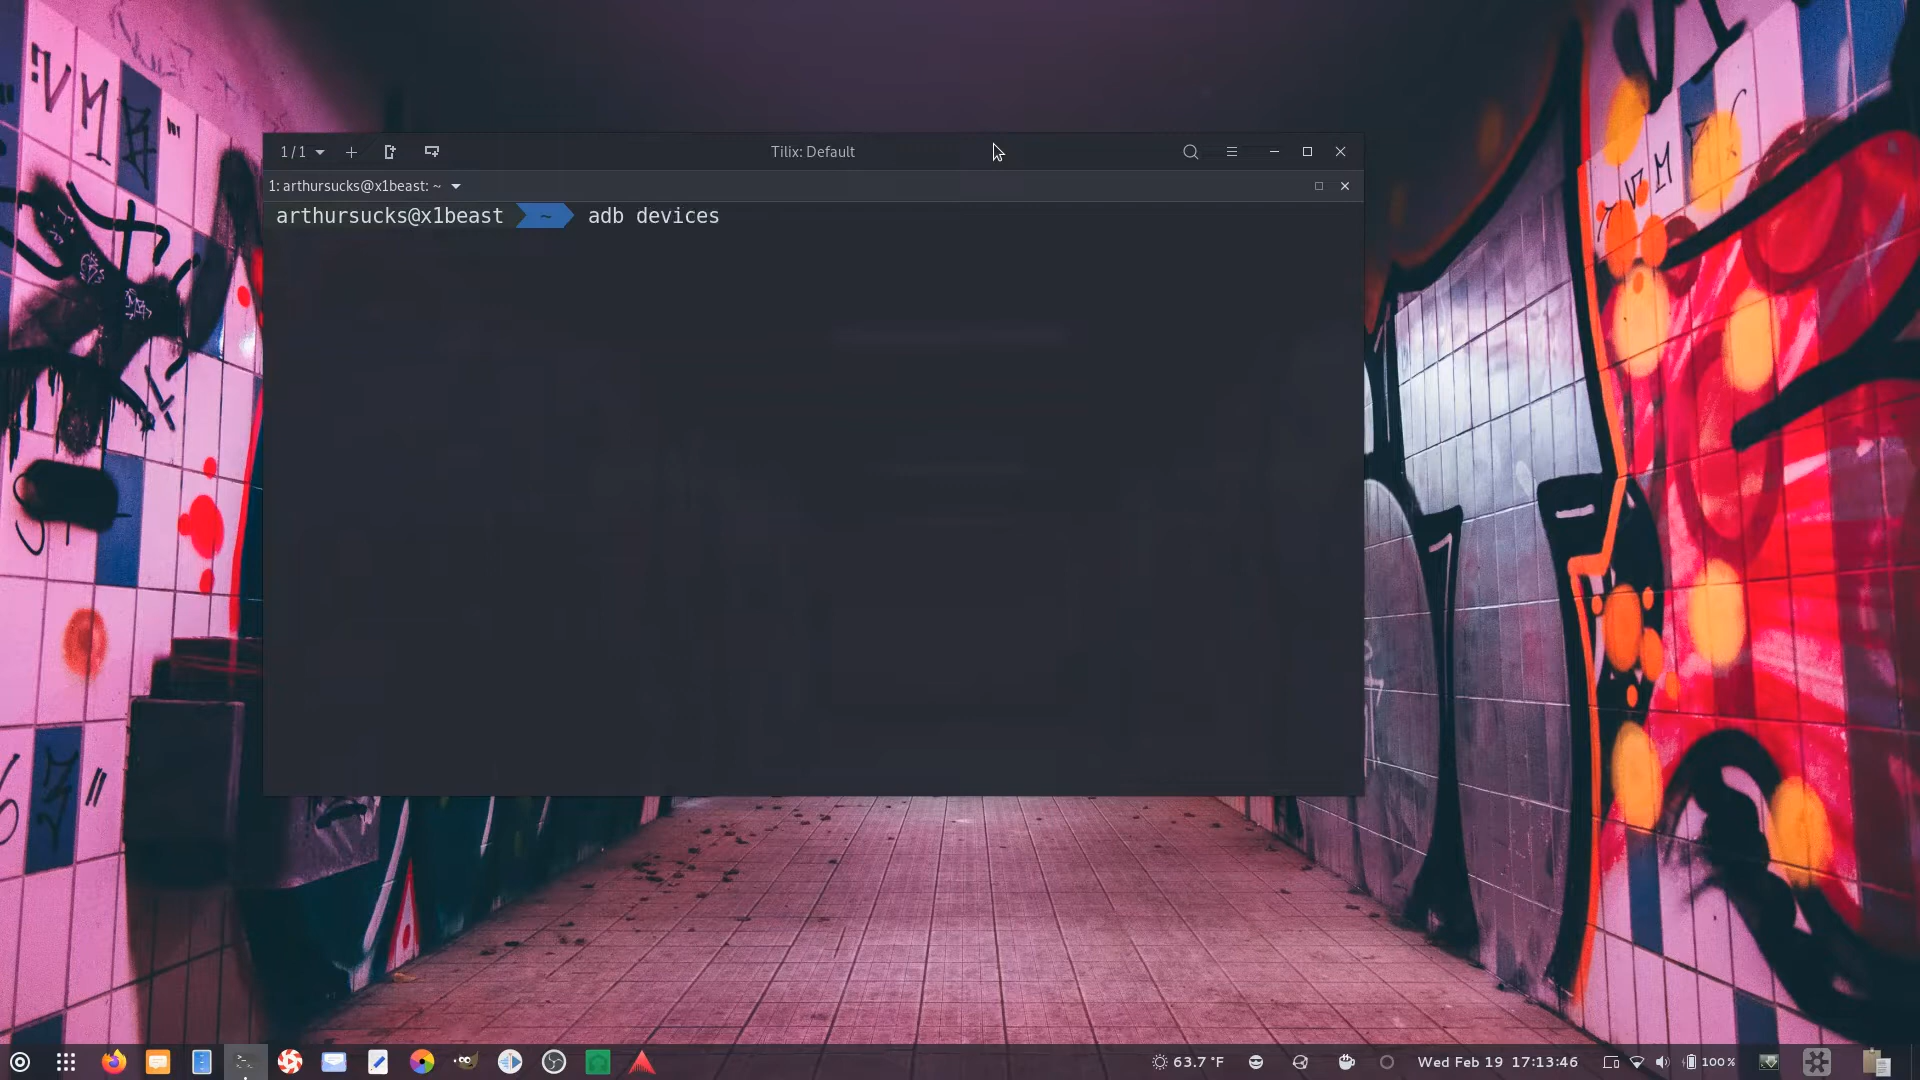 1 / 1
Tilix: Default
1: arthursucks@x1beast: ~
arthursucks@x1beast ~ adb devices
63.7 °F
Wed Feb 19 17:13:46
100 %